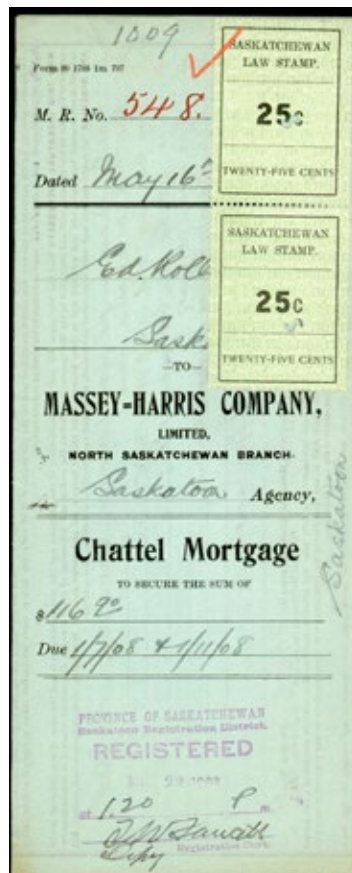 1009
Form 99 1m 707
M. R. No. 548.
Dated May 16
SASKATCHEWAN
LAW STAMP.
25c
TWENTY-FIVE CENTS
SASKATCHEWAN
LAW STAMP.
25c
TWENTY-FIVE CENTS
Ed.
Sask
—TO—
MASSEY-HARRIS COMPANY,
LIMITED,
NORTH SASKATCHEWAN BRANCH.
Saskatoon Agency,
Saskatoon
Chattel Mortgage
TO SECURE THE SUM OF
$116 90
Due 1/7/08 & 1/11/08
PROVINCE OF SASKATCHEWAN
Saskatoon Registration District.
REGISTERED
at 1.20 P m.
Registration Clerk.